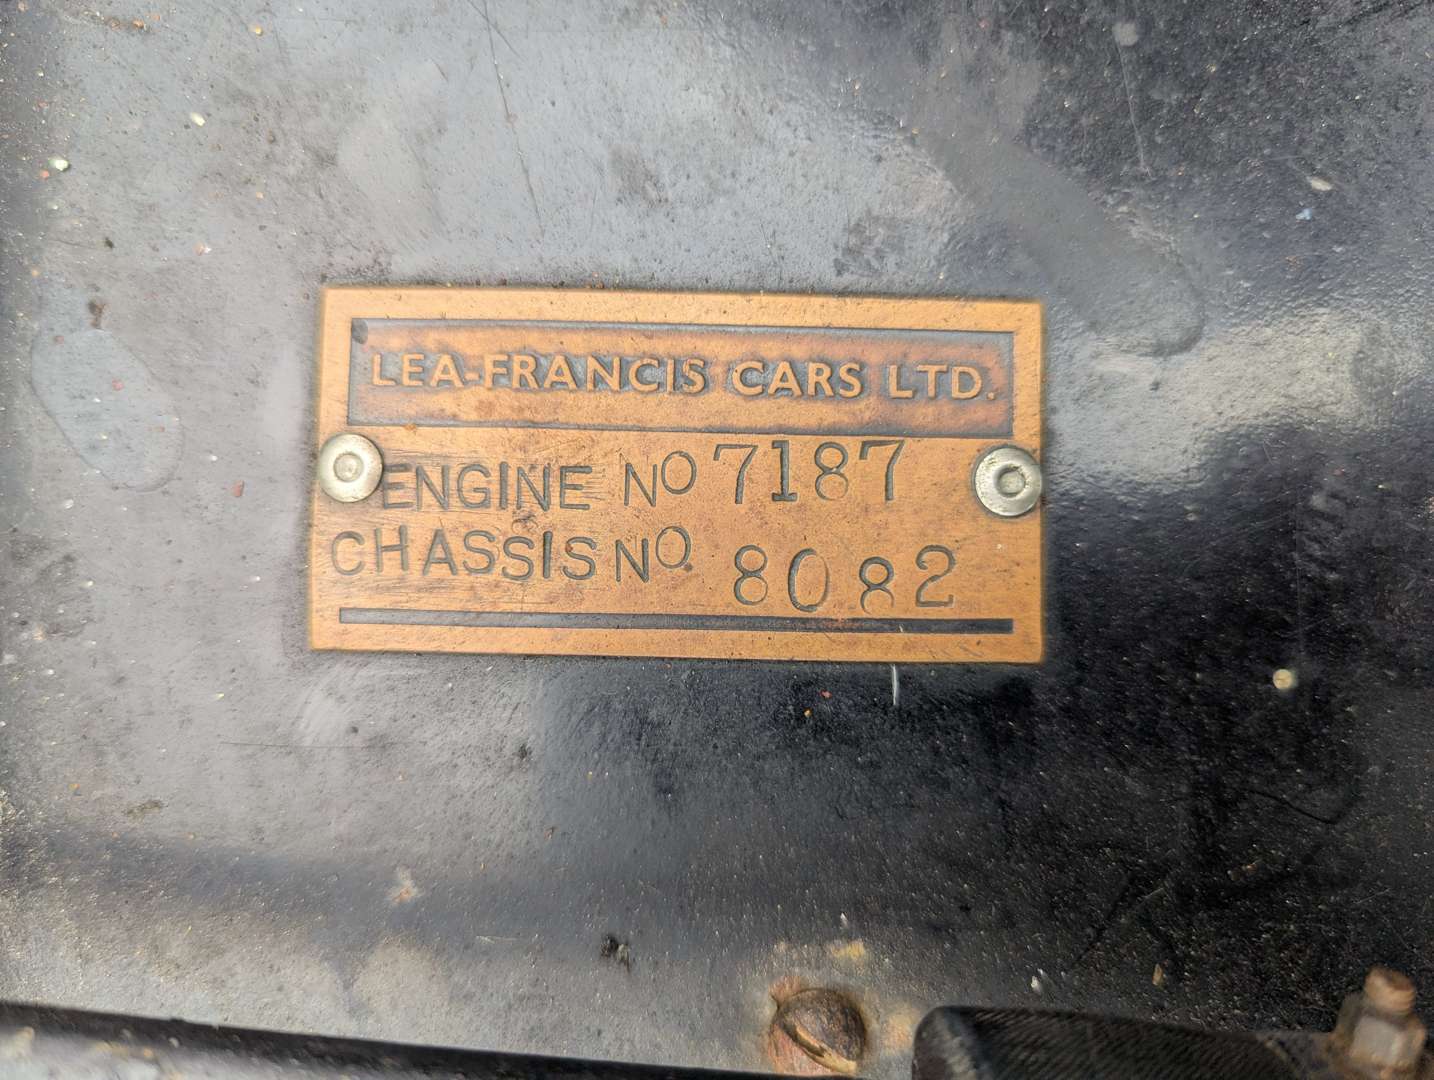 LEA-FRANCIS CARS LTD.
ENGINE NO 7187
CHASSIS NO. 8082